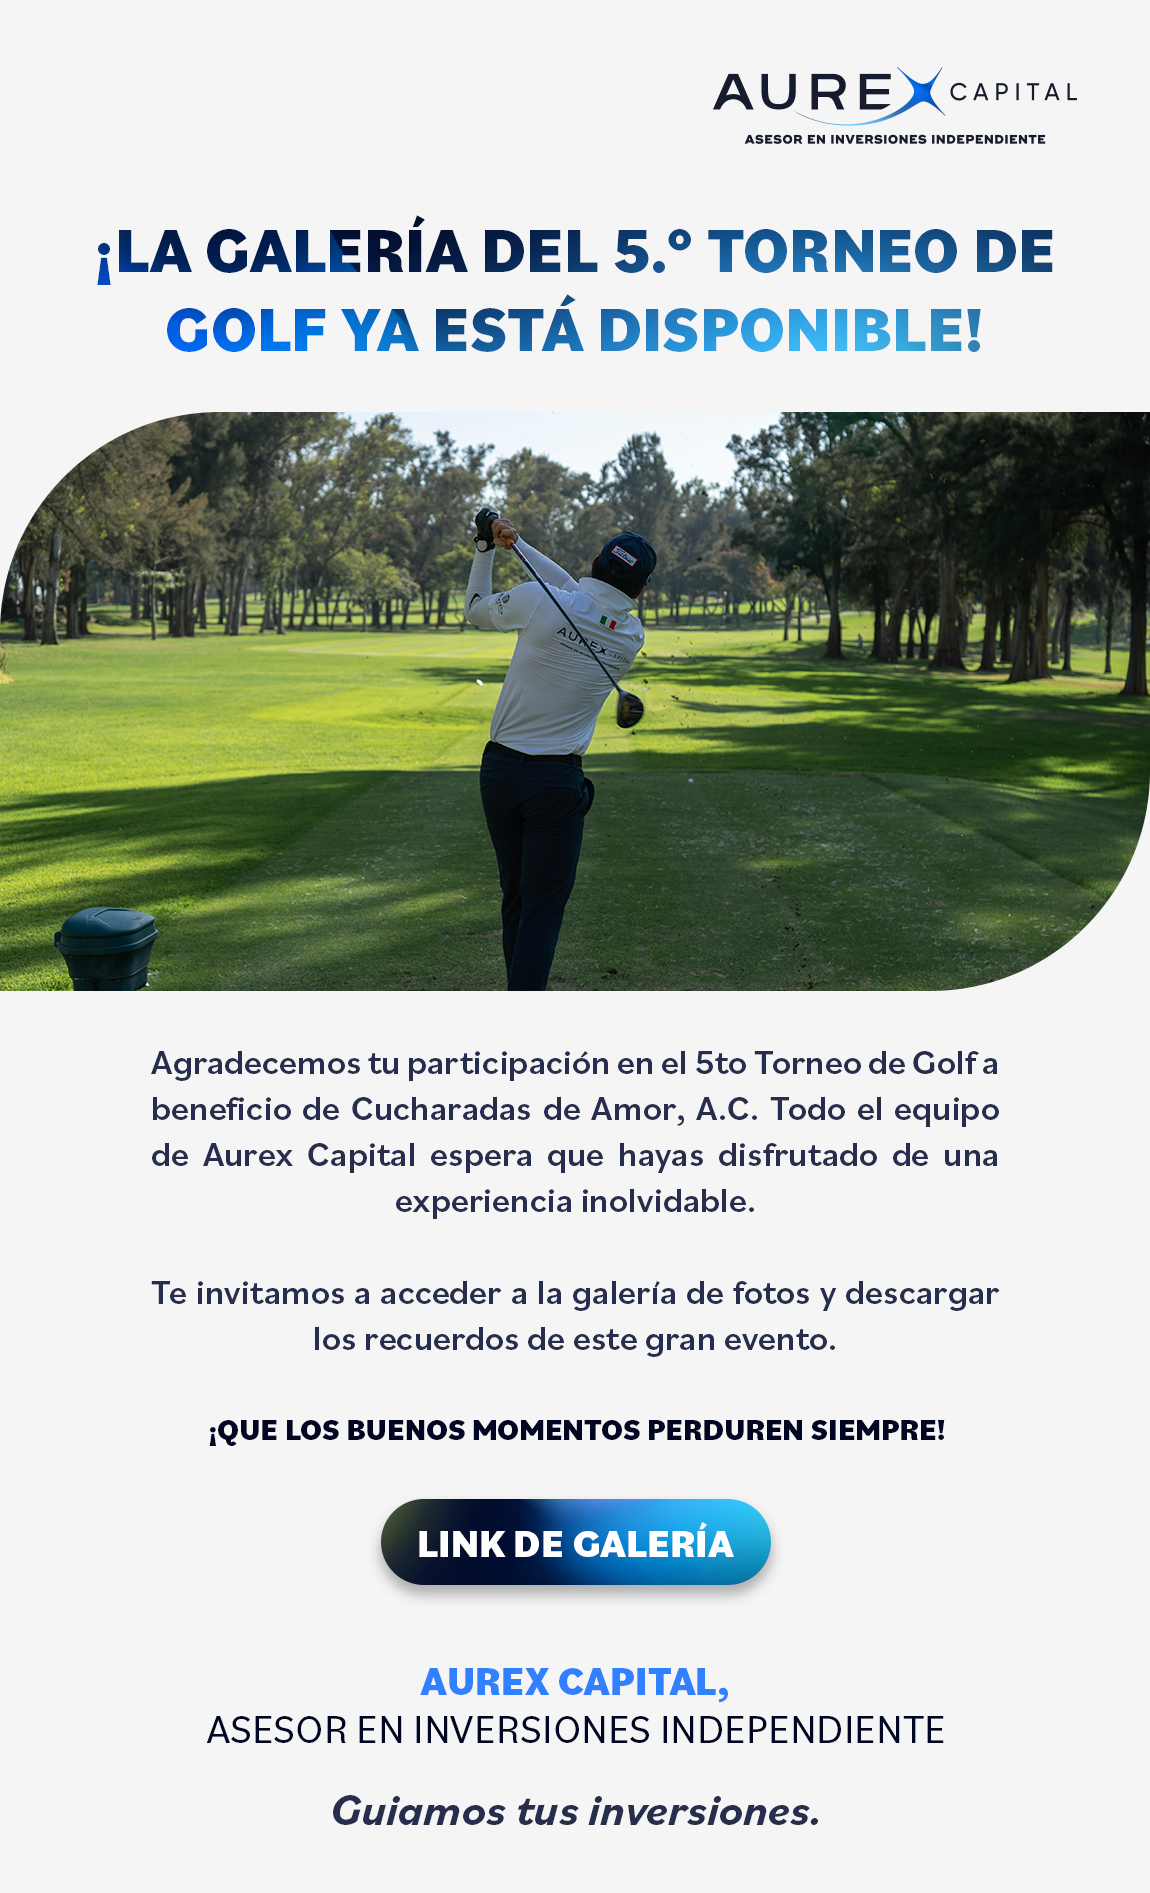 AUREX CAPITAL
ASESOR EN INVERSIONES INDEPENDIENTE
¡LA GALERÍA DEL 5.º TORNEO DE
GOLF YA ESTÁ DISPONIBLE!
Titleist
AUREX CAPITAL
Agradecemos tu participación en el 5to Torneo de Golf a
beneficio de Cucharadas de Amor, A.C. Todo el equipo
de Aurex Capital espera que hayas disfrutado de una
experiencia inolvidable.
Te invitamos a acceder a la galería de fotos y descargar
los recuerdos de este gran evento.
¡QUE LOS BUENOS MOMENTOS PERDUREN SIEMPRE!
LINK DE GALERÍA
AUREX CAPITAL,
ASESOR EN INVERSIONES INDEPENDIENTE
Guiamos tus inversiones.